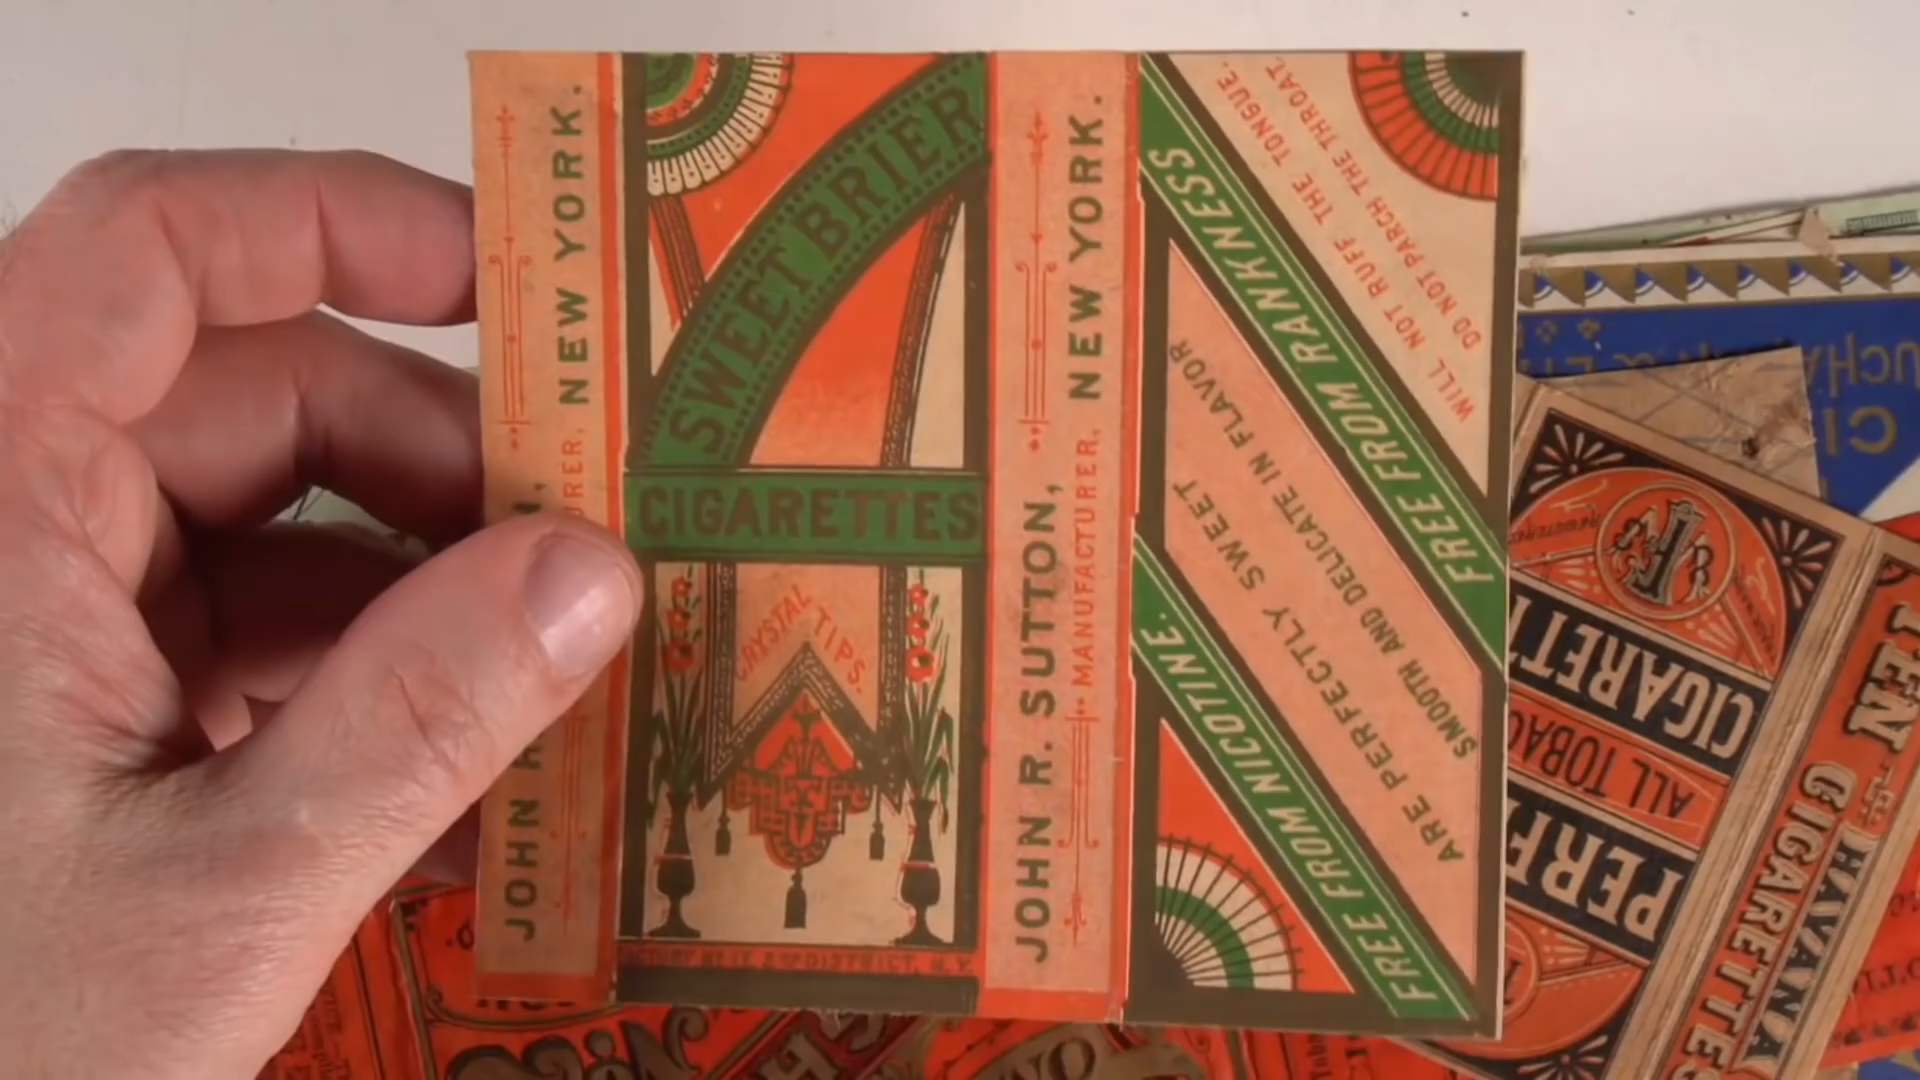 NEW YORK.
JOHN
SWEET BRIER
CIGARETTES
CRYSTAL TIPS.
DISTRICT, N.Y.
JOHN R. SUTTON,
MANUFACTURER, NEW YORK.
WILL NOT RUFF THE TONGUE.
DO NOT PARCH THE THROAT.
FREE FROM RANKNESS
ARE PERFECTLY SWEET
SMOOTH AND DELICATE IN FLAVOR
FREE FROM NICOTINE.
ALL TOBAC
TEN
HAVANA
CIGARETTES